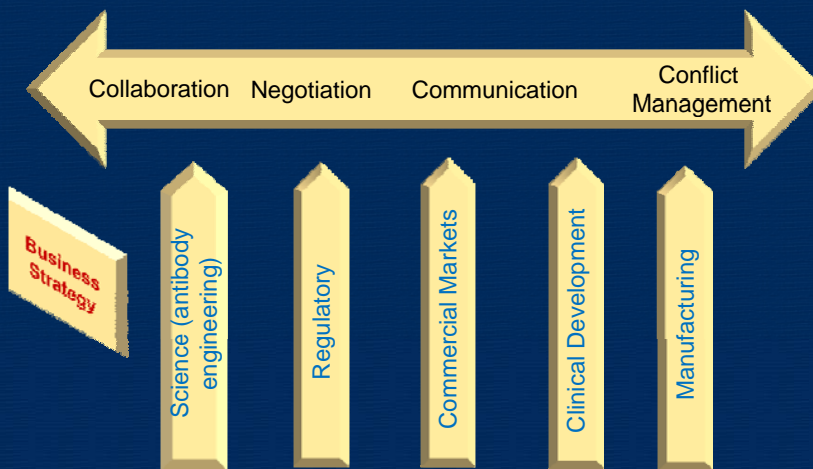 Collaboration
Negotiation
Communication
Conflict
Management
Business
Strategy
Science (antibody
engineering)
Regulatory
Commercial Markets
Clinical Development
Manufacturing